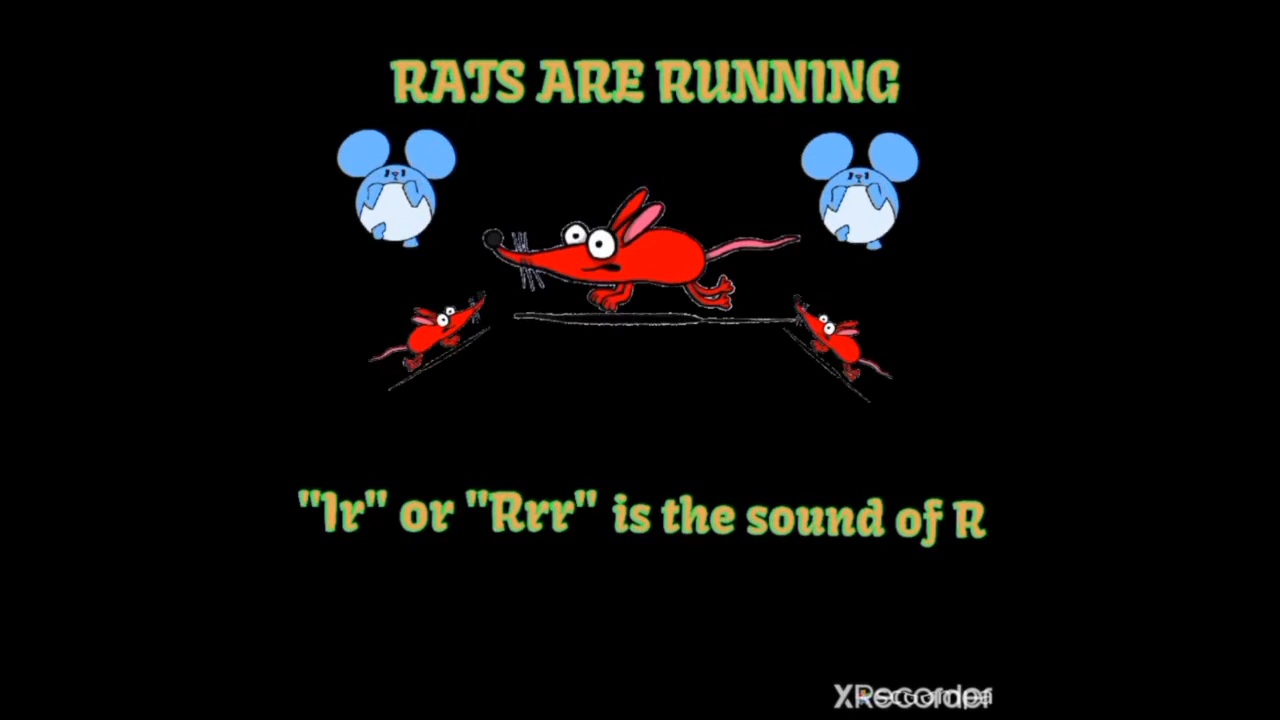 RATS ARE RUNNING
"Ir" or "Rrr" is the sound of R
XRecorder